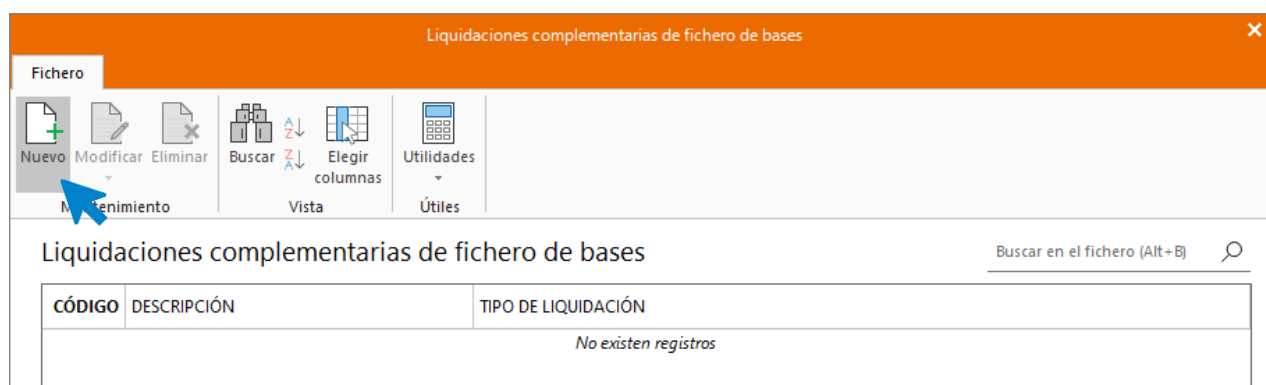 Liquidaciones complementarias de fichero de bases
Fichero
Nuevo Modificar Eliminar Buscar Elegir columnas Utilidades
Mantenimiento Vista Útiles
Liquidaciones complementarias de fichero de bases
Buscar en el fichero (Alt+B)
CÓDIGO DESCRIPCIÓN TIPO DE LIQUIDACIÓN
No existen registros